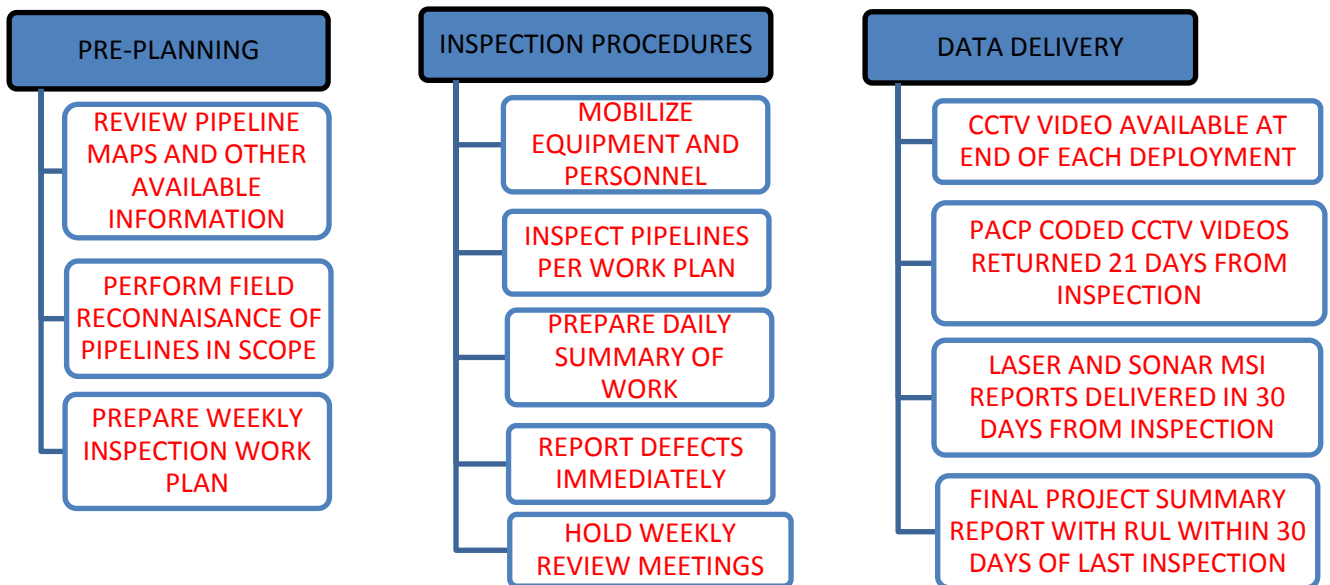 PRE-PLANNING
REVIEW PIPELINE
MAPS AND OTHER
AVAILABLE
INFORMATION
PERFORM FIELD
RECONNAISANCE OF
PIPELINES IN SCOPE
PREPARE WEEKLY
INSPECTION WORK
PLAN
INSPECTION PROCEDURES
MOBILIZE
EQUIPMENT AND
PERSONNEL
INSPECT PIPELINES
PER WORK PLAN
PREPARE DAILY
SUMMARY OF
WORK
REPORT DEFECTS
IMMEDIATELY
HOLD WEEKLY
REVIEW MEETINGS
DATA DELIVERY
CCTV VIDEO AVAILABLE AT
END OF EACH DEPLOYMENT
PACP CODED CCTV VIDEOS
RETURNED 21 DAYS FROM
INSPECTION
LASER AND SONAR MSI
REPORTS DELIVERED IN 30
DAYS FROM INSPECTION
FINAL PROJECT SUMMARY
REPORT WITH RUL WITHIN 30
DAYS OF LAST INSPECTION